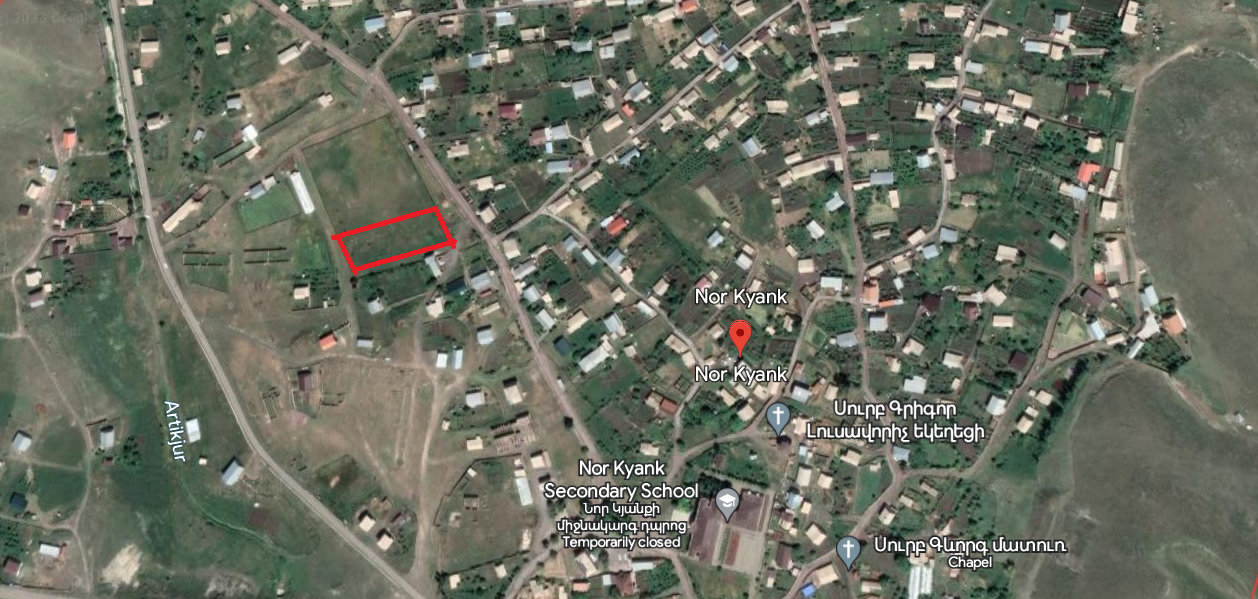 Nor Kyank
Nor Kyank
Սուրբ Գրիգոր
Լուսավորիչ եկեղեցի
Artikjur
Nor Kyank
Secondary School
Նոր Կյանքի
միջնակարգ դպրոց
Temporarily closed
Սուրբ Գևորգ մատուռ
Chapel